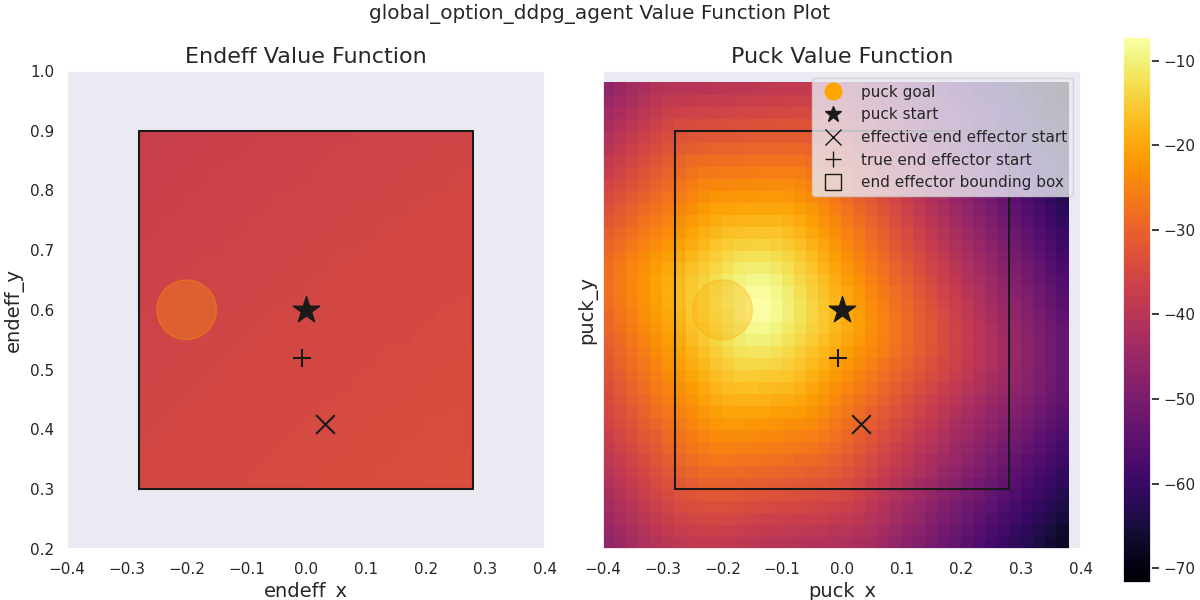 global_option_ddpg_agent Value Function Plot
Endeff Value Function
1.0
0.9
0.8
0.7
0.6
0.5
0.4
0.3
0.2
endeff_y
−0.4 −0.3 −0.2 −0.1 0.0 0.1 0.2 0.3 0.4
endeff_x
Puck Value Function
puck goal
puck start
effective end effector start
true end effector start
end effector bounding box
puck_y
−0.4 −0.3 −0.2 −0.1 0.0 0.1 0.2 0.3 0.4
puck_x
−10
−20
−30
−40
−50
−60
−70